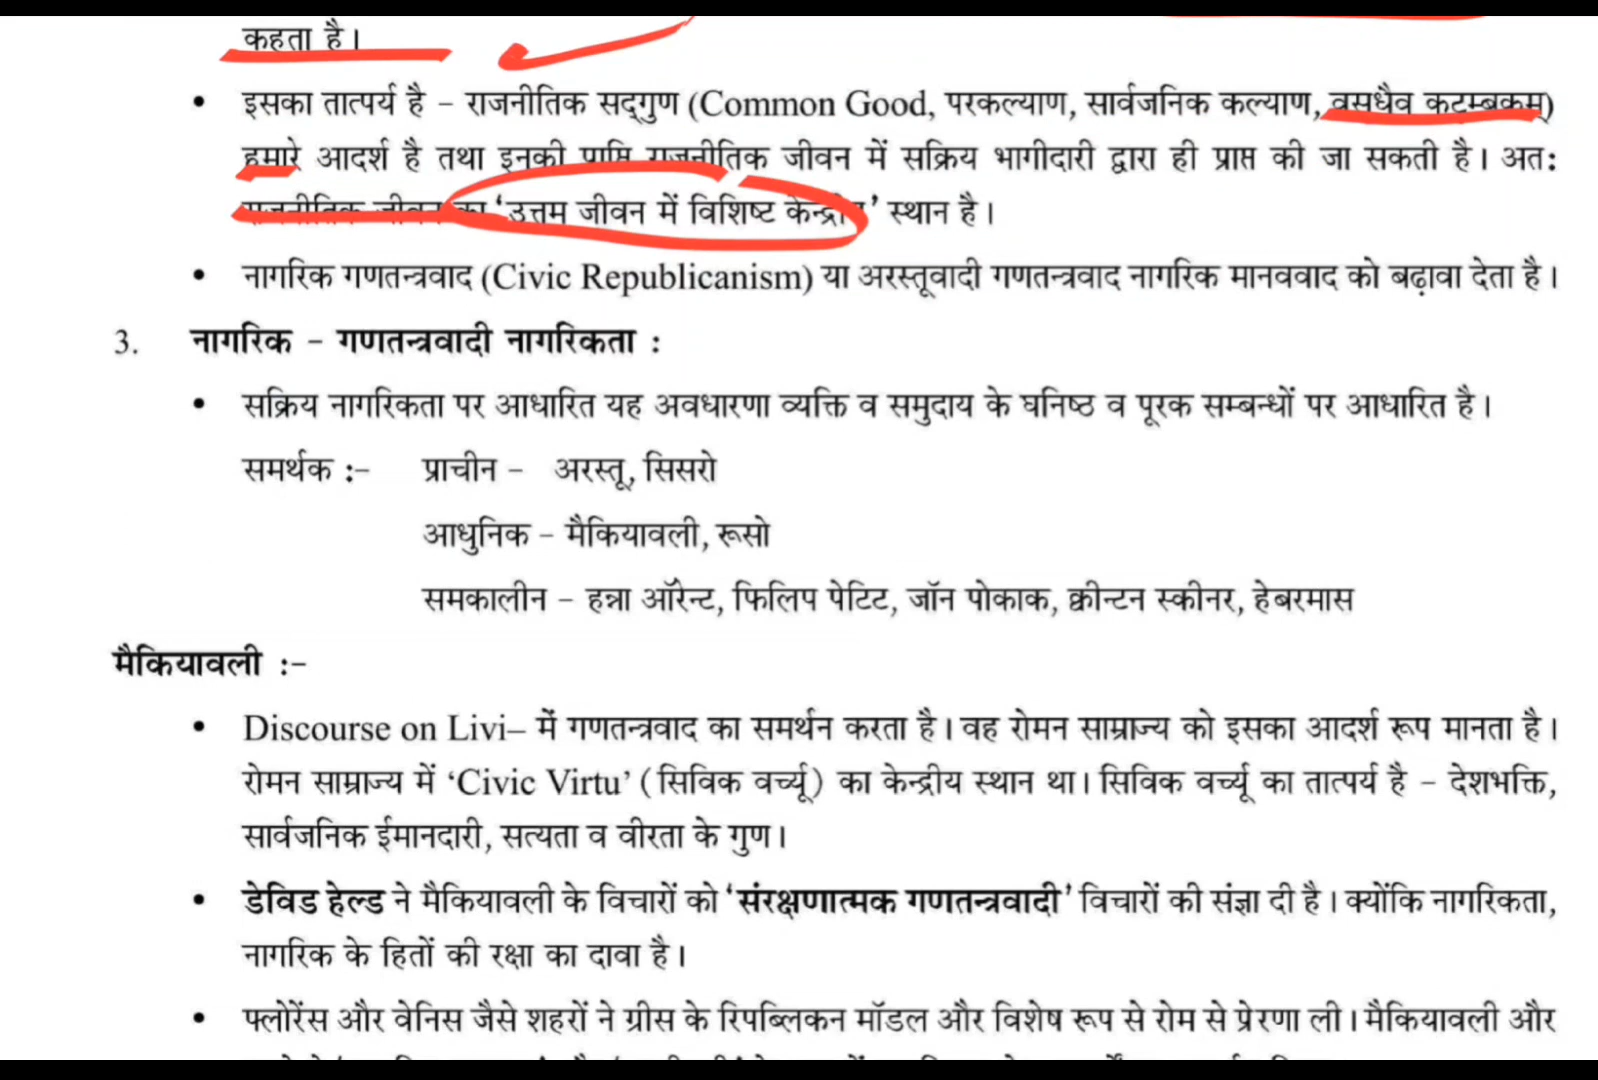 कहता है।
• इसका तात्पर्य है – राजनीतिक सद्‌गुण (Common Good, परकल्याण, सार्वजनिक कल्याण, वसुधैव कुटुम्बकम्)
हमारे आदर्श है तथा इनकी प्राप्ति राजनीतिक जीवन में सक्रिय भागीदारी द्वारा ही प्राप्त की जा सकती है। अतः
राजनीतिक जीवन का ‘उत्तम जीवन में विशिष्ट केन्द्रीय’ स्थान है।
• नागरिक गणतन्त्रवाद (Civic Republicanism) या अरस्तूवादी गणतन्त्रवाद नागरिक मानववाद को बढ़ावा देता है।
3. नागरिक – गणतन्त्रवादी नागरिकता :
• सक्रिय नागरिकता पर आधारित यह अवधारणा व्यक्ति व समुदाय के घनिष्ठ व पूरक सम्बन्धों पर आधारित है।
समर्थक :– प्राचीन – अरस्तू, सिसरो
आधुनिक – मैकियावली, रूसो
समकालीन – हन्ना ऑरेन्ट, फिलिप पेटिट, जॉन पोकाक, क्वीन्टन स्कीनर, हेबरमास
मैकियावली :–
• Discourse on Livi– में गणतन्त्रवाद का समर्थन करता है। वह रोमन साम्राज्य को इसका आदर्श रूप मानता है।
रोमन साम्राज्य में ‘Civic Virtu’ (सिविक वर्च्यू) का केन्द्रीय स्थान था। सिविक वर्च्यू का तात्पर्य है – देशभक्ति,
सार्वजनिक ईमानदारी, सत्यता व वीरता के गुण।
• डेविड हेल्ड ने मैकियावली के विचारों को ‘संरक्षणात्मक गणतन्त्रवादी’ विचारों की संज्ञा दी है। क्योंकि नागरिकता,
नागरिक के हितों की रक्षा का दावा है।
• फ्लोरेंस और वेनिस जैसे शहरों ने ग्रीस के रिपब्लिकन मॉडल और विशेष रूप से रोम से प्रेरणा ली। मैकियावली और